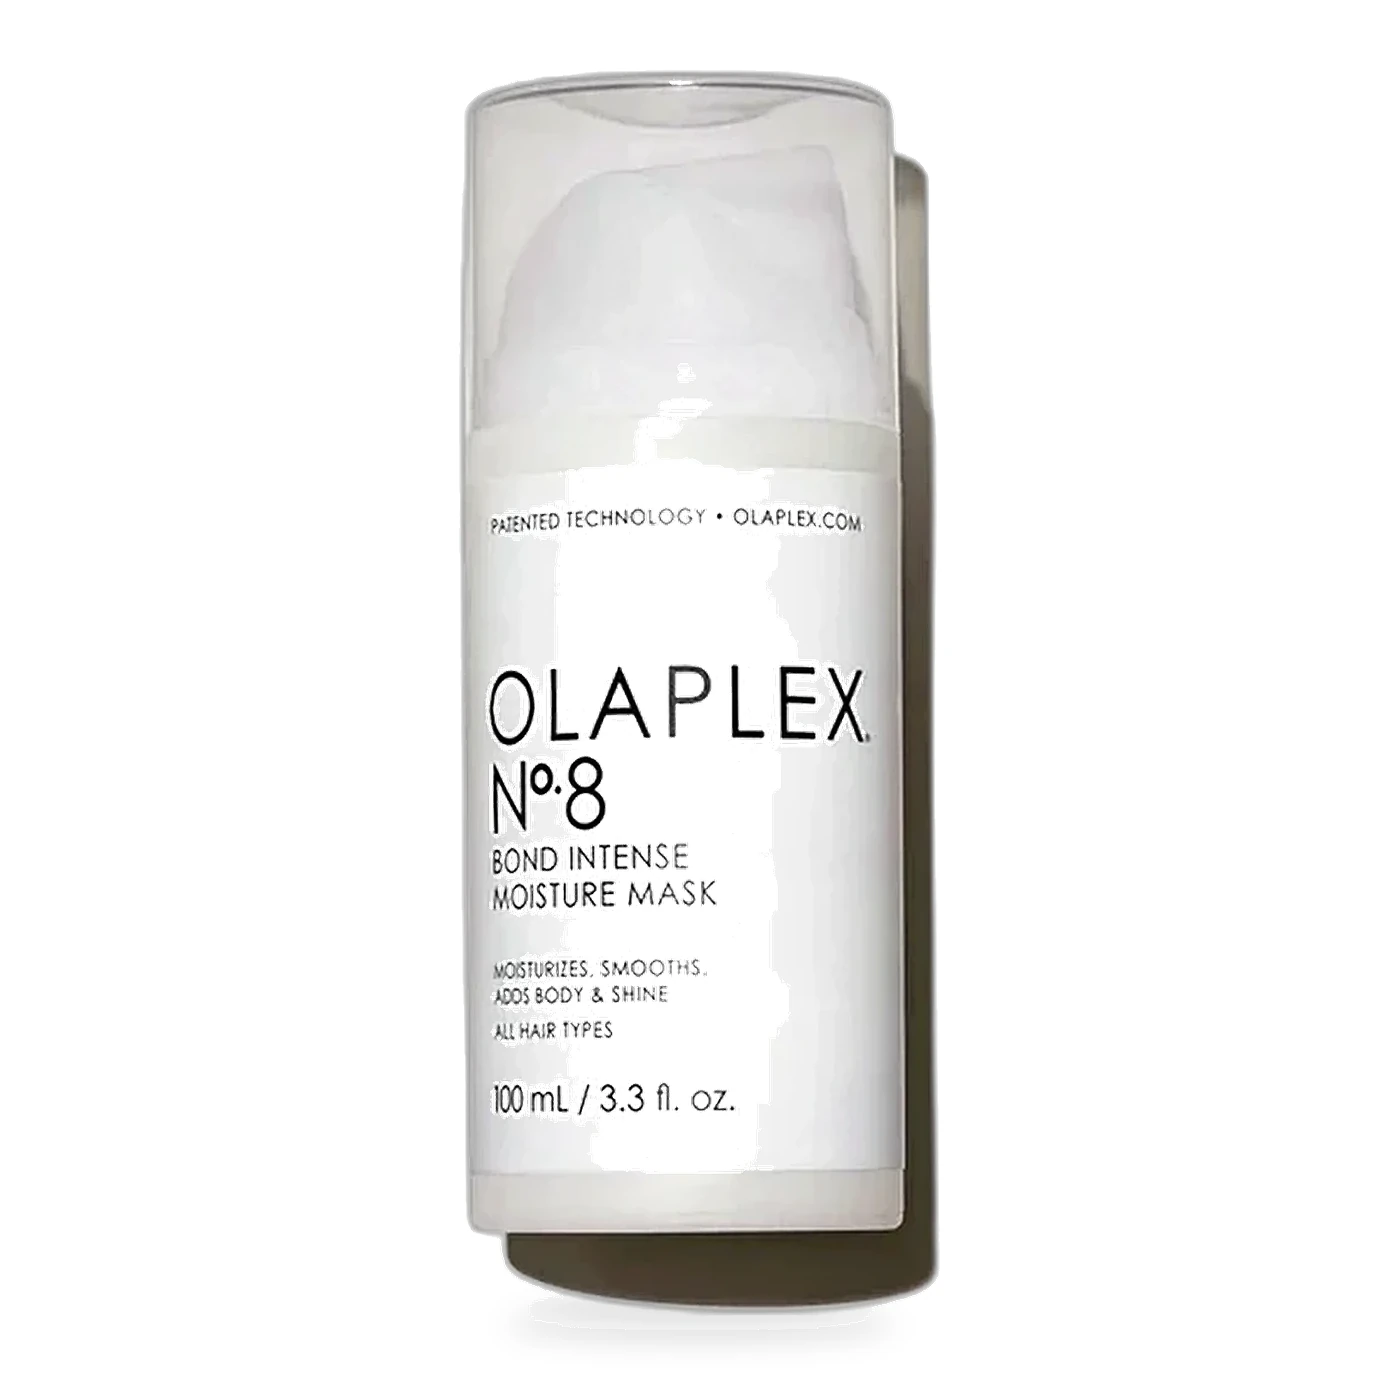 PATENTED TECHNOLOGY • OLAPLEX.COM
OLAPLEX.
Nº.8
BOND INTENSE
MOISTURE MASK
MOISTURIZES, SMOOTHS,
ADDS BODY & SHINE
ALL HAIR TYPES
100 mL / 3.3 fl. oz.